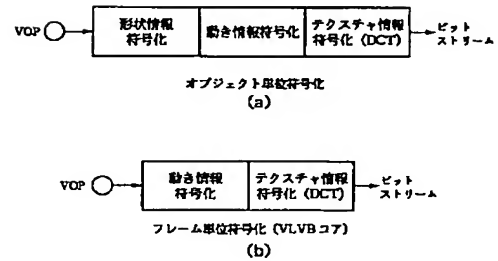 VOP
形状情報
符号化
動き情報符号化
テクスチャ情報
符号化 (DCT)
ビット
ストリーム
オブジェクト単位符号化
(a)
VOP
動き情報
符号化
テクスチャ情報
符号化 (DCT)
ビット
ストリーム
フレーム単位符号化 (VLVBコア)
(b)